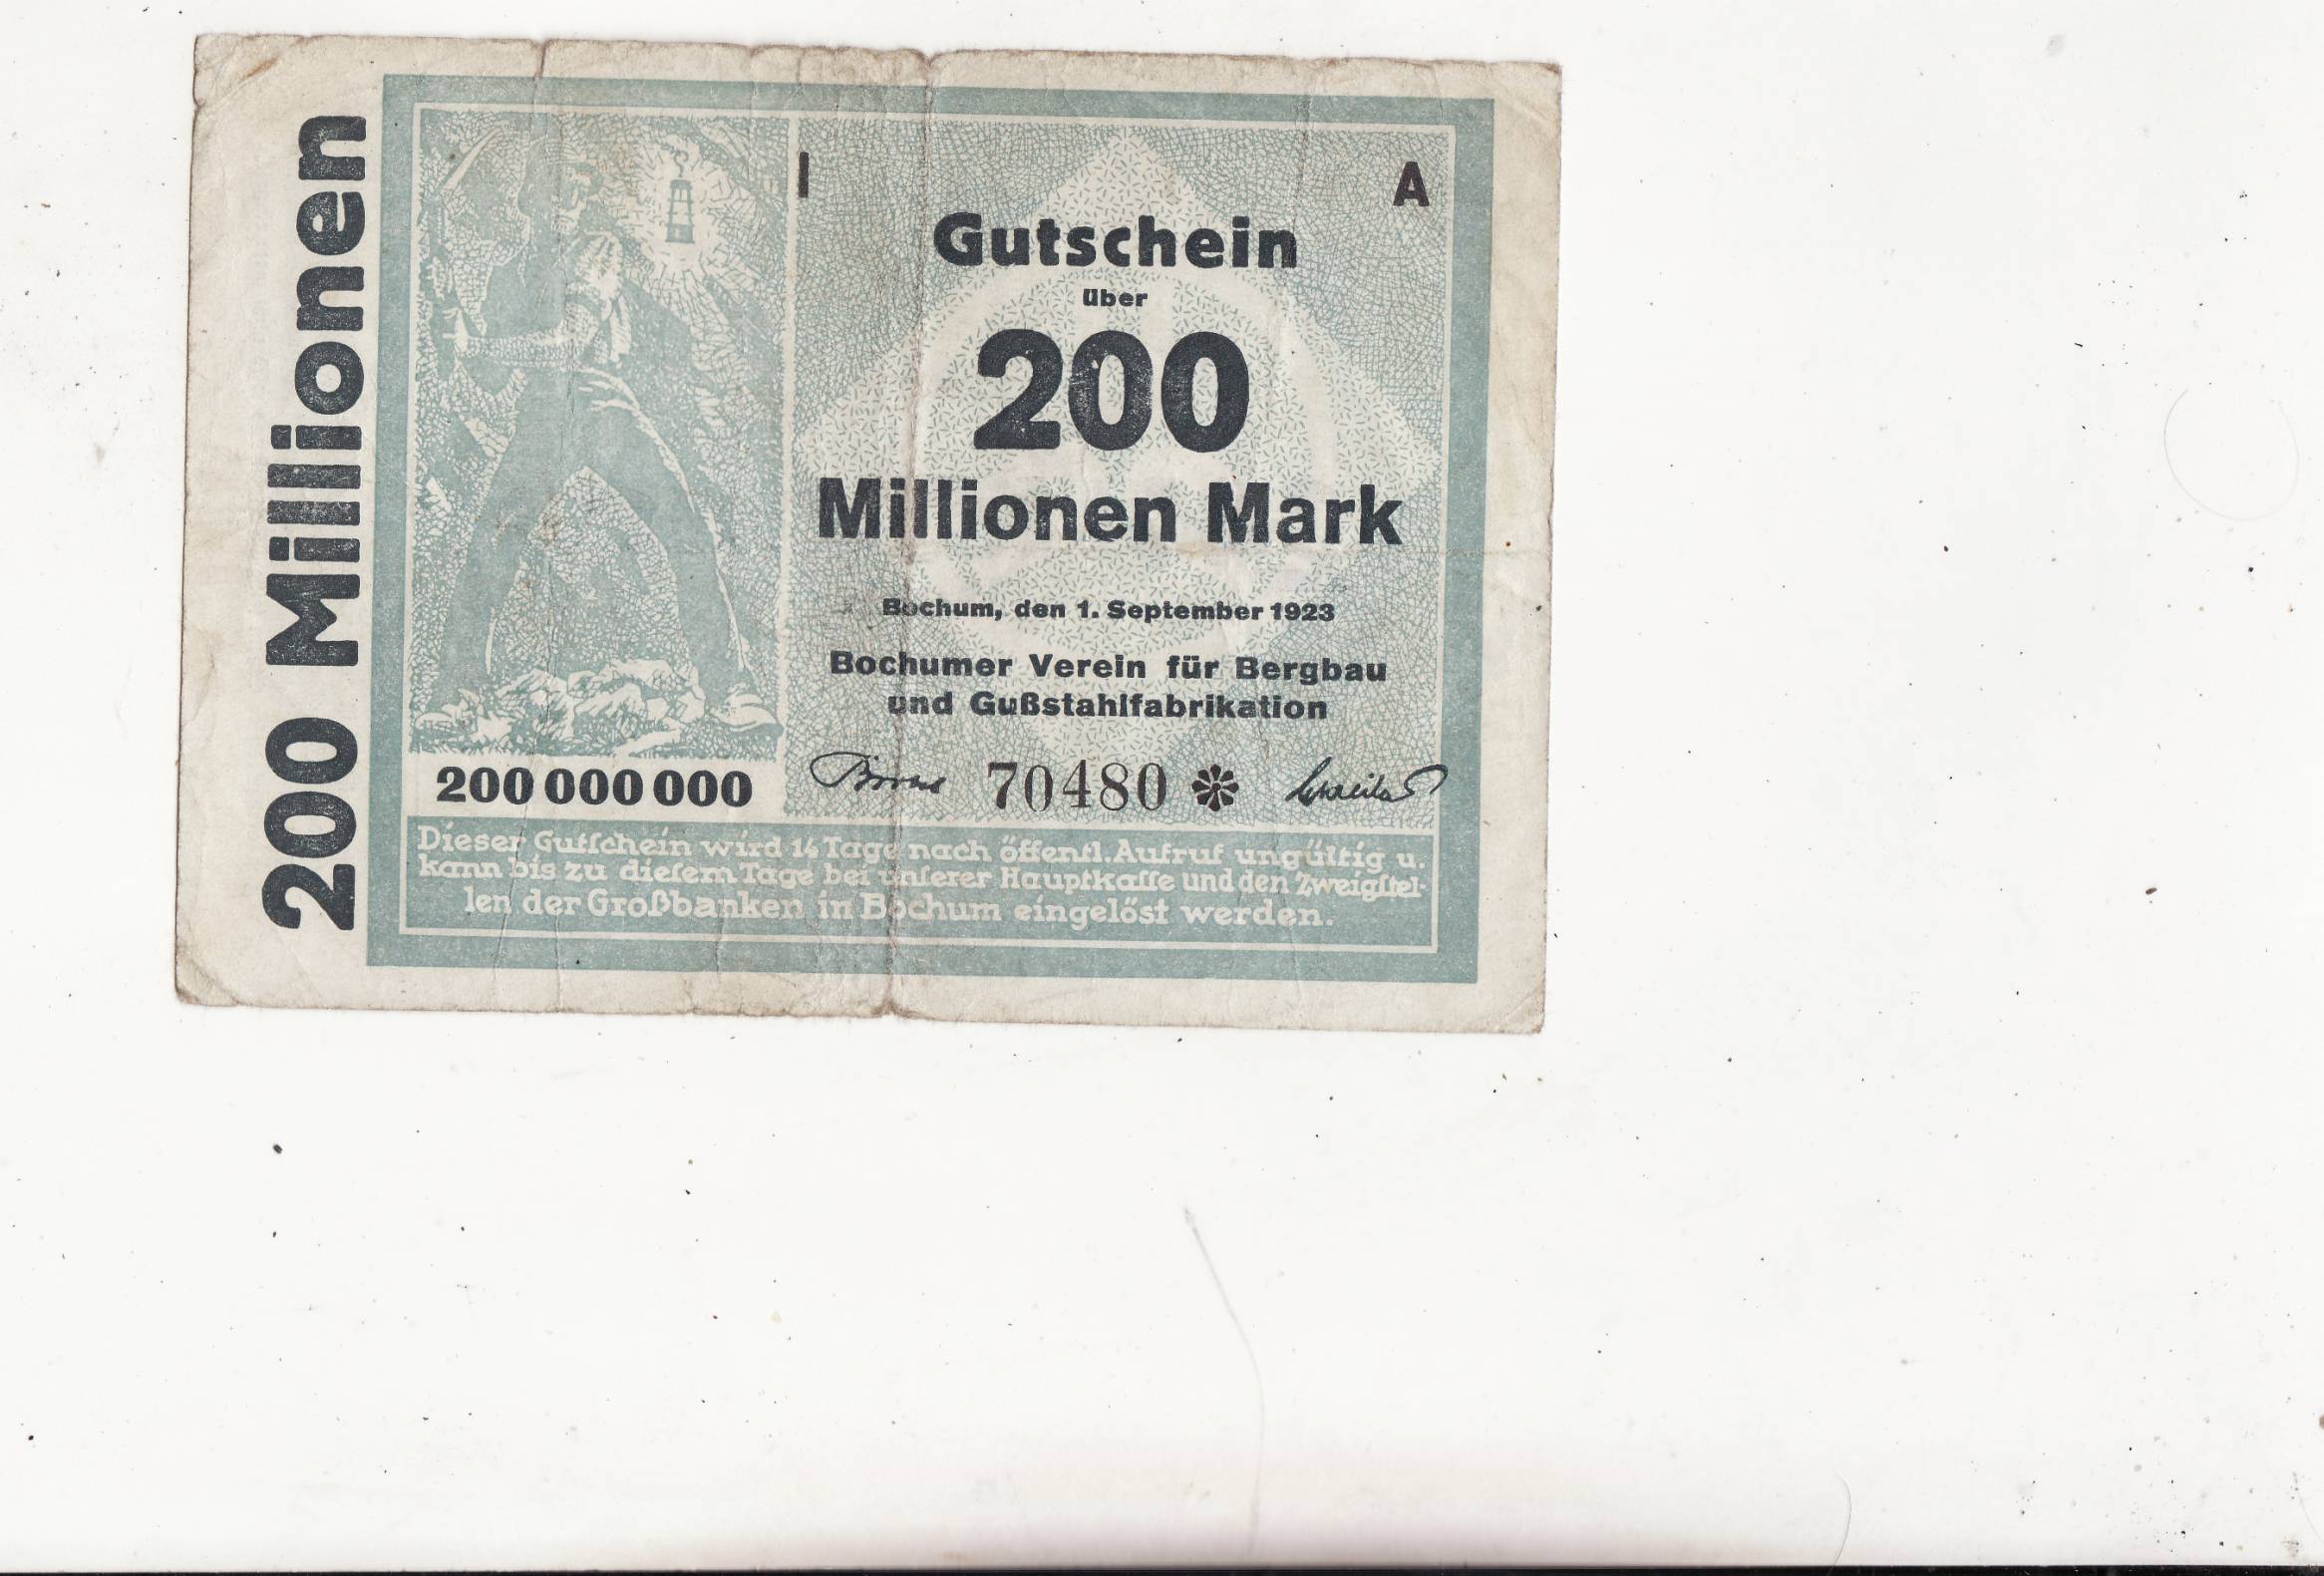 200 Millionen
I
A
Gutschein
über
200
Millionen Mark
Bochum, den 1. September 1923
Bochumer Verein für Bergbau
und Gußstahlfabrikation
200 000 000
70480 *
Dieser Gutſchein wird 14 Tage nach öffentl. Aufruf ungültig u.
kann bis zu dieſem Tage bei unſerer Hauptkaſſe und den Zweigſtel-
len der Großbanken in Bochum eingelöst werden.